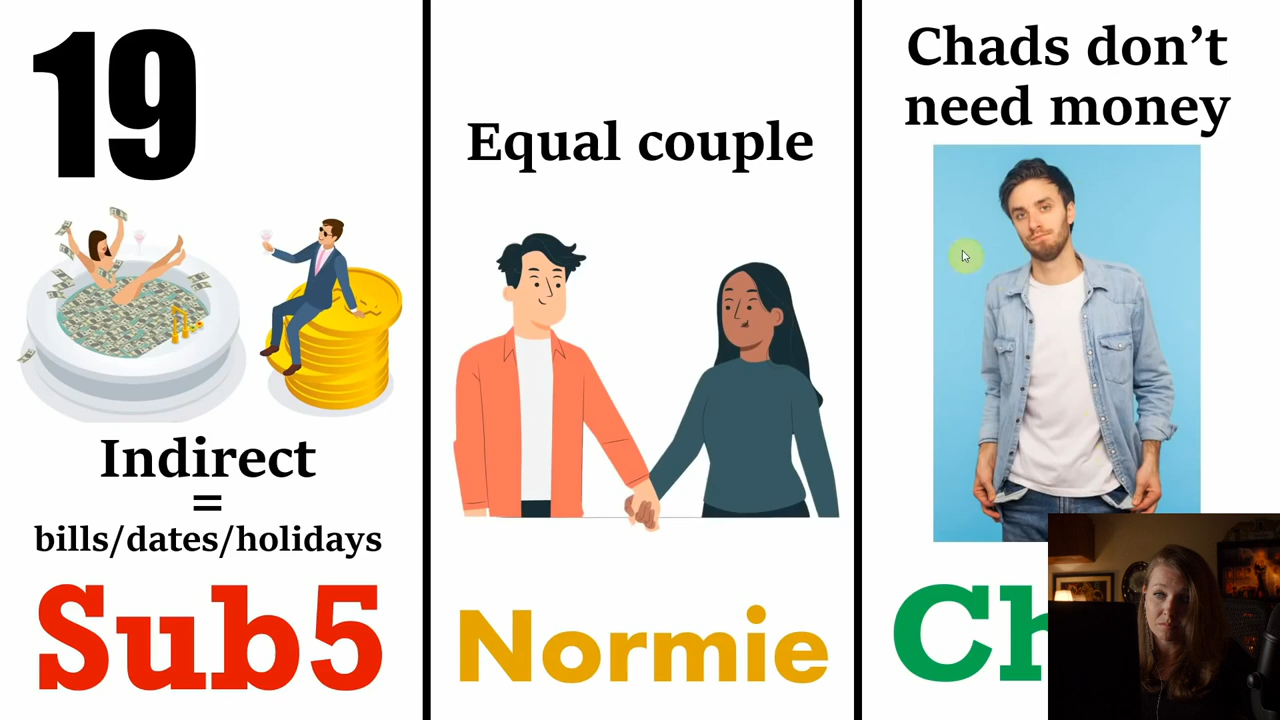 19
Indirect
=
bills/dates/holidays
Sub5
Equal couple
Normie
Chads don’t
need money
Ch